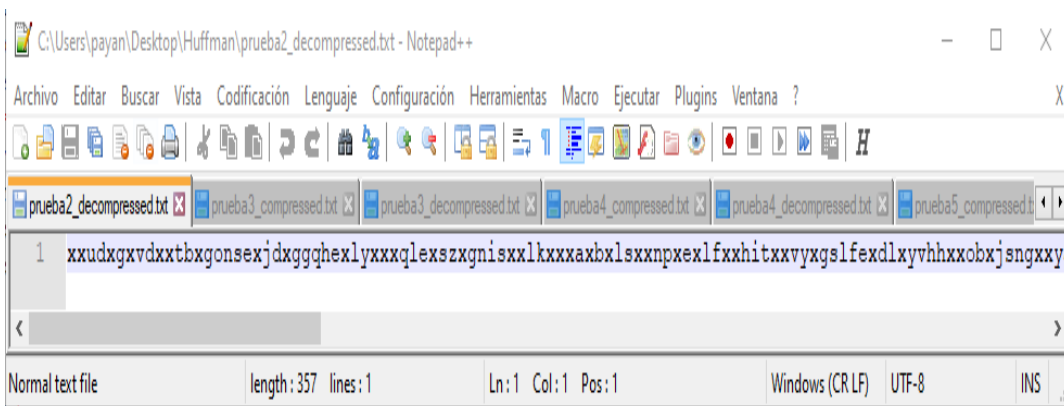 C:\Users\payan\Desktop\Huffman\prueba2_decompressed.txt - Notepad++
Archivo Editar Buscar Vista Codificación Lenguaje Configuración Herramientas Macro Ejecutar Plugins Ventana ? X
prueba2_decompressed.txt prueba3_compressed.txt prueba3_decompressed.txt prueba4_compressed.txt prueba4_decompressed.txt prueba5_compressed.t
1 xxudxgxvdxxtbxgonsexjdxggqhexlyxxxqlexszxgnisxxlkxxxaxbxlsxxnpxexlfxxhitxxvyxgslfexdlxyvhhxxobxjsngxxy
Normal text file length : 357 lines : 1 Ln : 1 Col : 1 Pos : 1 Windows (CR LF) UTF-8 INS